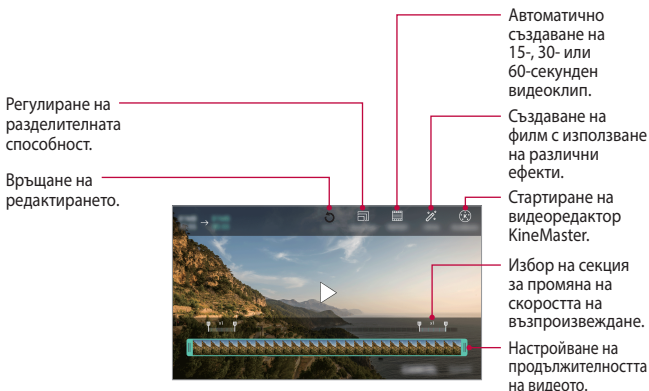 Автоматично
създаване на
15-, 30- или
60-секунден
видеоклип.
Регулиране на
разделителната
способност.
Създаване на
филм с използване
на различни
ефекти.
Връщане на
редактирането.
Стартиране на
видеоредактор
KineMaster.
Избор на секция
за промяна на
скоростта на
възпроизвеждане.
x1
x1
Настройване на
продължителността
на видеото.